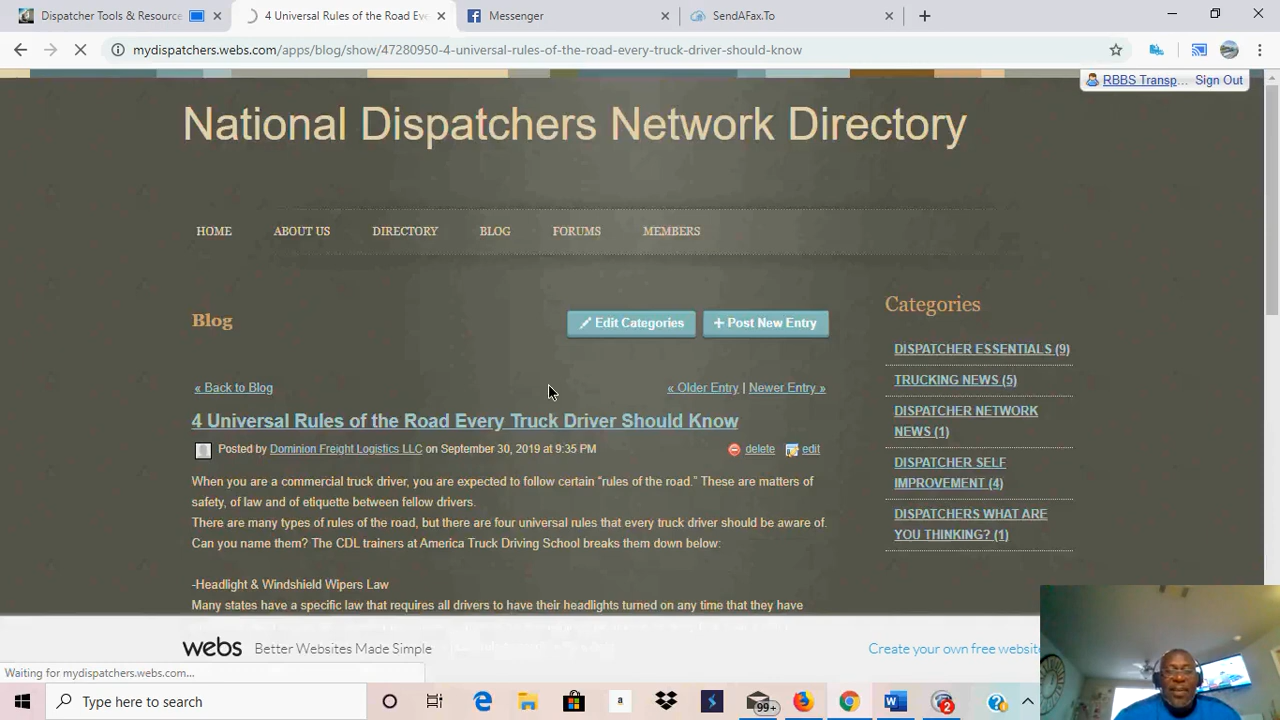 Dispatcher Tools & Resource
4 Universal Rules of the Road Eve
Messenger
SendAFax.To
mydispatchers.webs.com/apps/blog/show/47280950-4-universal-rules-of-the-road-every-truck-driver-should-know
RBBS Transp... Sign Out
National Dispatchers Network Directory
HOME ABOUT US DIRECTORY BLOG FORUMS MEMBERS
Blog
Edit Categories
+ Post New Entry
« Back to Blog
« Older Entry | Newer Entry »
4 Universal Rules of the Road Every Truck Driver Should Know
Posted by Dominion Freight Logistics LLC on September 30, 2019 at 9:35 PM
delete edit
When you are a commercial truck driver, you are expected to follow certain “rules of the road.” These are matters of
safety, of law and of etiquette between fellow drivers.
There are many types of rules of the road, but there are four universal rules that every truck driver should be aware of.
Can you name them? The CDL trainers at America Truck Driving School breaks them down below:
-Headlight & Windshield Wipers Law
Many states have a specific law that requires all drivers to have their headlights turned on any time that they have
Categories
DISPATCHER ESSENTIALS (9)
TRUCKING NEWS (5)
DISPATCHER NETWORK
NEWS (1)
DISPATCHER SELF
IMPROVEMENT (4)
DISPATCHERS WHAT ARE
YOU THINKING? (1)
webs Better Websites Made Simple
Create your own free website
Waiting for mydispatchers.webs.com...
Type here to search
a
99+
2